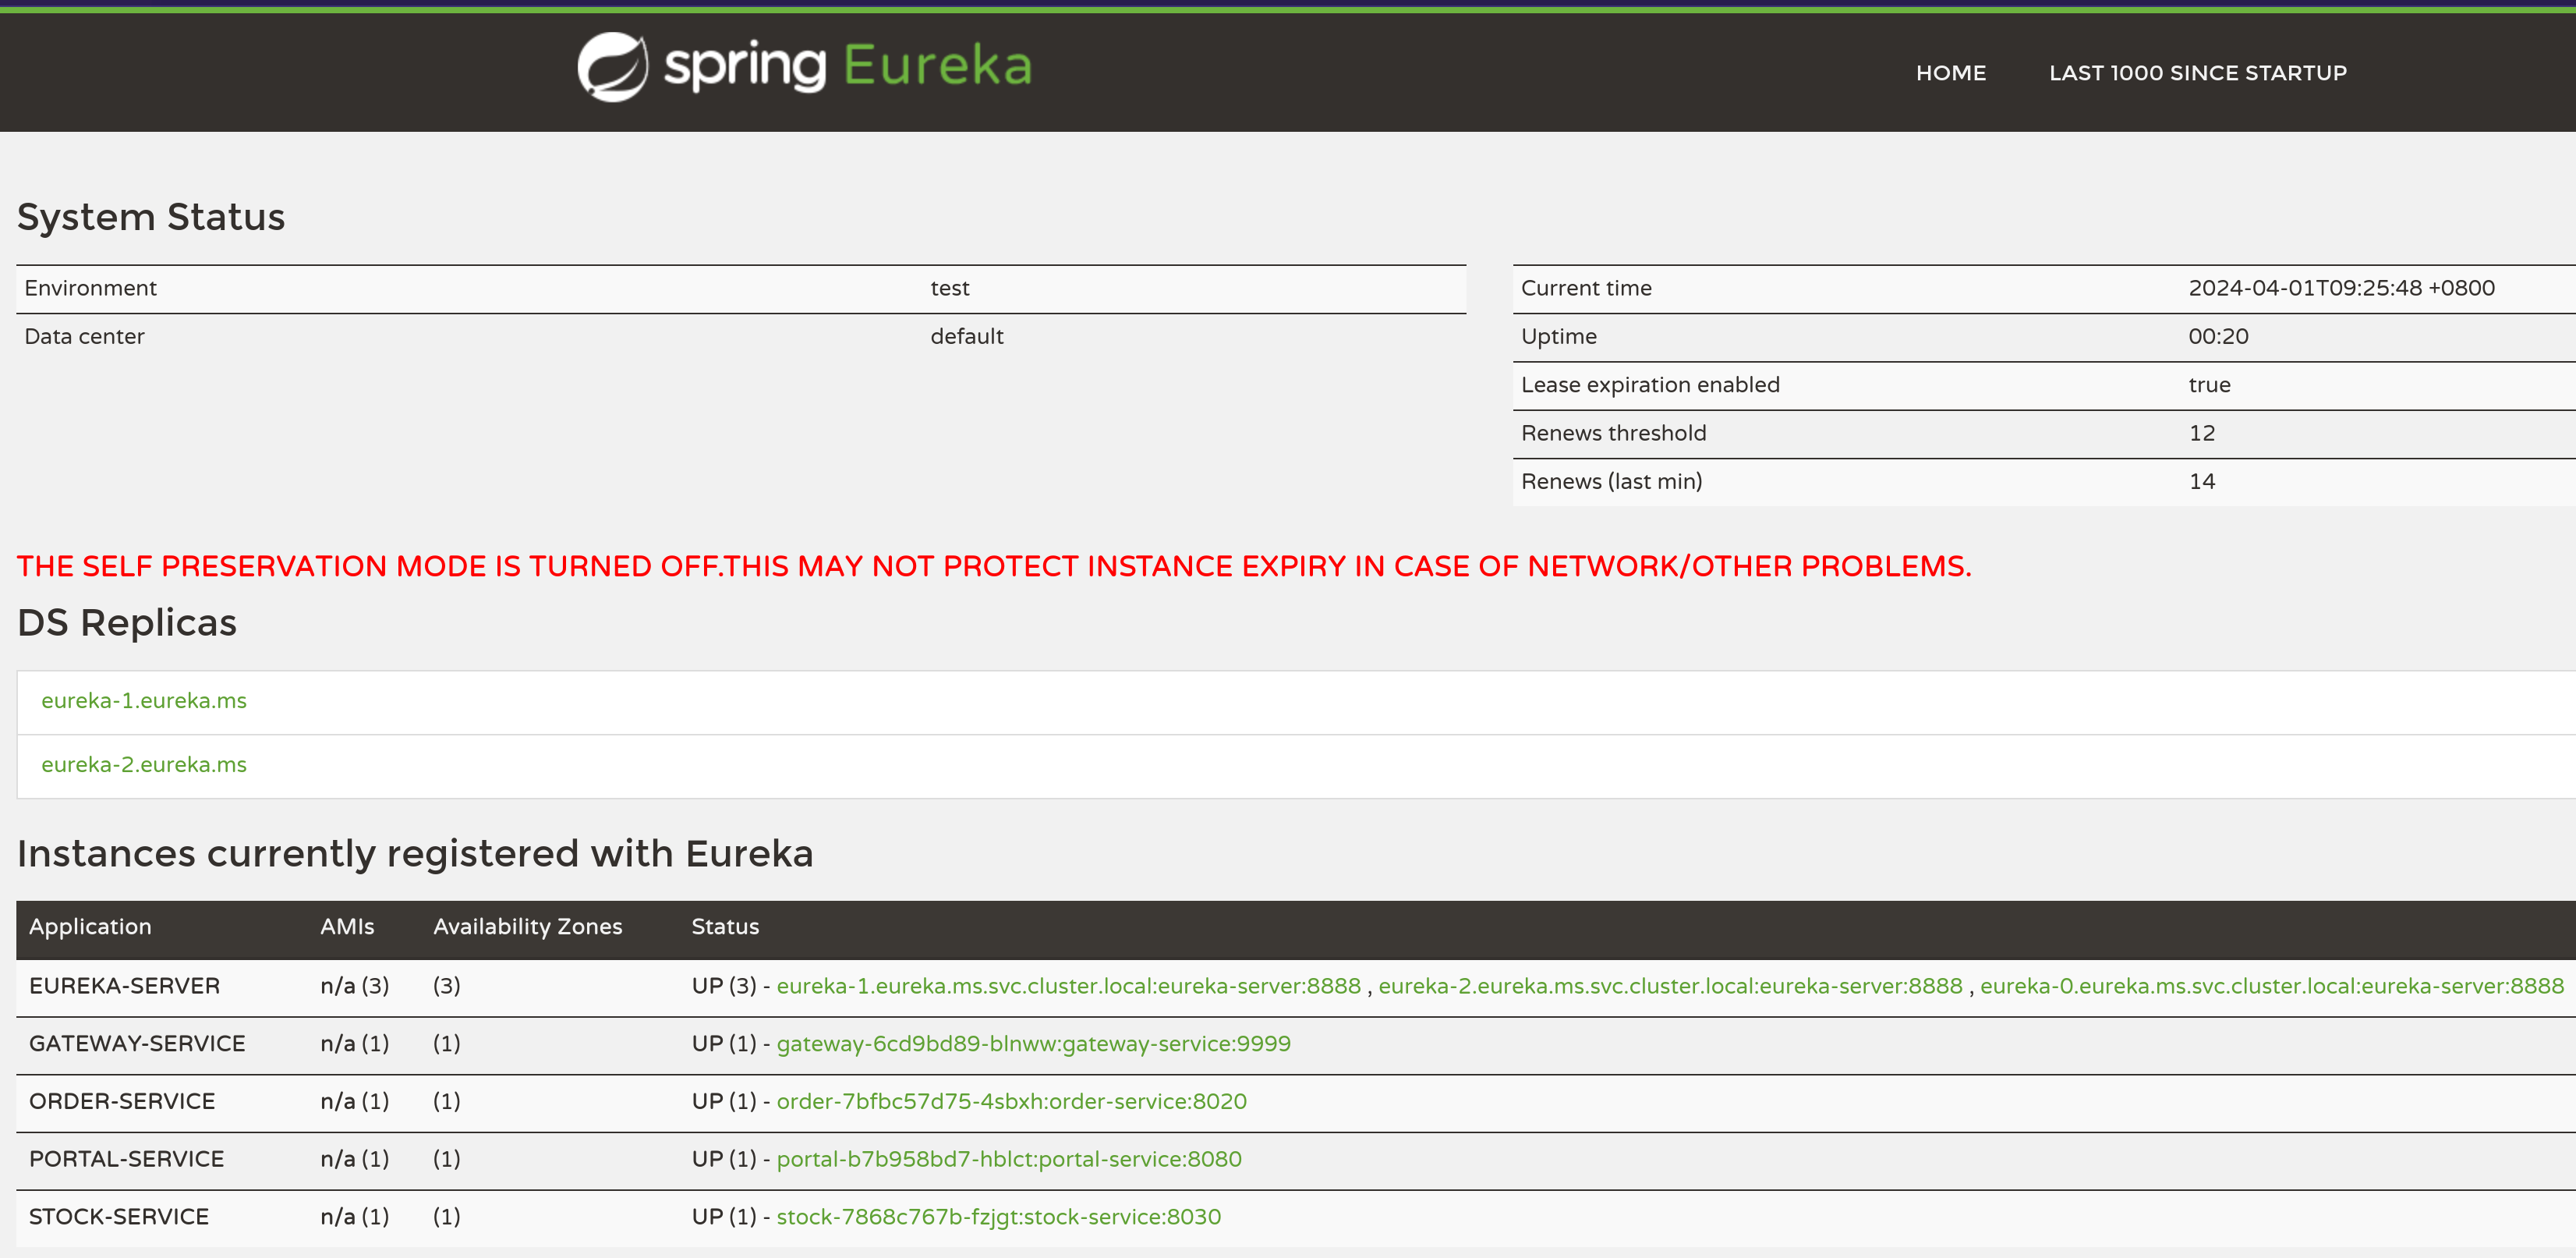 spring Eureka
HOME LAST 1000 SINCE STARTUP
System Status
Environment test
Data center default
Current time 2024-04-01T09:25:48 +0800
Uptime 00:20
Lease expiration enabled true
Renews threshold 12
Renews (last min) 14
THE SELF PRESERVATION MODE IS TURNED OFF.THIS MAY NOT PROTECT INSTANCE EXPIRY IN CASE OF NETWORK/OTHER PROBLEMS.
DS Replicas
eureka-1.eureka.ms
eureka-2.eureka.ms
Instances currently registered with Eureka
Application AMIs Availability Zones Status
EUREKA-SERVER n/a (3) (3) UP (3) - eureka-1.eureka.ms.svc.cluster.local:eureka-server:8888 , eureka-2.eureka.ms.svc.cluster.local:eureka-server:8888 , eureka-0.eureka.ms.svc.cluster.local:eureka-server:8888
GATEWAY-SERVICE n/a (1) (1) UP (1) - gateway-6cd9bd89-blnww:gateway-service:9999
ORDER-SERVICE n/a (1) (1) UP (1) - order-7bfbc57d75-4sbxh:order-service:8020
PORTAL-SERVICE n/a (1) (1) UP (1) - portal-b7b958bd7-hblct:portal-service:8080
STOCK-SERVICE n/a (1) (1) UP (1) - stock-7868c767b-fzjgt:stock-service:8030